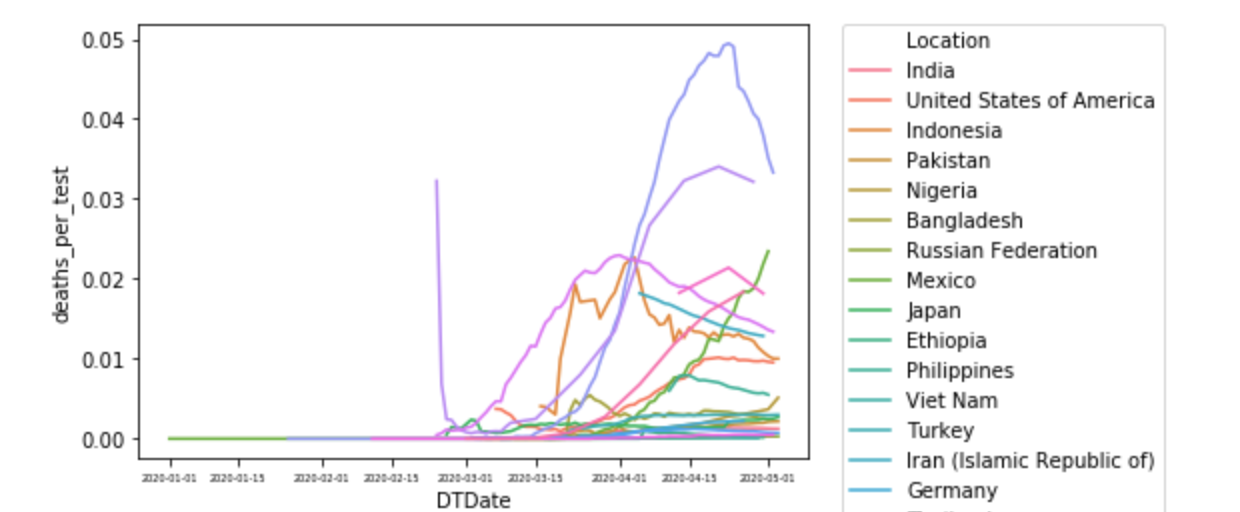 0.05
0.04
0.03
0.02
0.01
0.00
deaths_per_test
2020-01-01 2020-01-15 2020-02-01 2020-02-15 2020-03-01 2020-03-15 2020-04-01 2020-04-15 2020-05-01
DTDate
Location
India
United States of America
Indonesia
Pakistan
Nigeria
Bangladesh
Russian Federation
Mexico
Japan
Ethiopia
Philippines
Viet Nam
Turkey
Iran (Islamic Republic of)
Germany